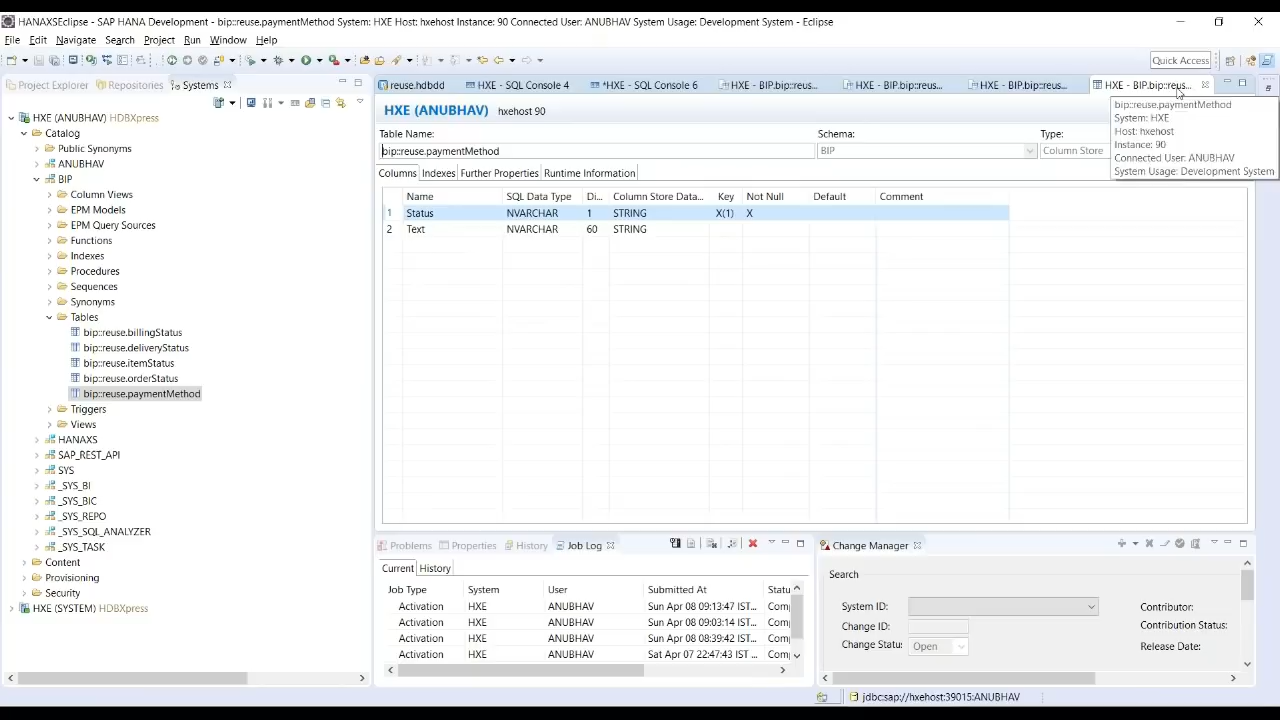 HANAXSEclipse - SAP HANA Development - bip::reuse.paymentMethod System: HXE Host: hxehost Instance: 90 Connected User: ANUBHAV System Usage: Development System - Eclipse
File Edit Navigate Search Project Run Window Help
Quick Access
Project Explorer Repositories Systems
reuse.hdbdd HXE - SQL Console 4 *HXE - SQL Console 6 HXE - BIP.bip::reus... HXE - BIP.bip::reus... HXE - BIP.bip::reus... HXE - BIP.bip::reus...
HXE (ANUBHAV) HDBXpress
Catalog
Public Synonyms
ANUBHAV
BIP
Column Views
EPM Models
EPM Query Sources
Functions
Indexes
Procedures
Sequences
Synonyms
Tables
bip::reuse.billingStatus
bip::reuse.deliveryStatus
bip::reuse.itemStatus
bip::reuse.orderStatus
bip::reuse.paymentMethod
Triggers
Views
HANAXS
SAP_REST_API
SYS
_SYS_BI
_SYS_BIC
_SYS_REPO
_SYS_SQL_ANALYZER
_SYS_TASK
Content
Provisioning
Security
HXE (SYSTEM) HDBXpress
HXE (ANUBHAV) hxehost 90
Table Name: Schema: Type:
bip::reuse.paymentMethod BIP Column Store
Columns Indexes Further Properties Runtime Information
Name SQL Data Type Di... Column Store Data... Key Not Null Default Comment
1 Status NVARCHAR 1 STRING X(1) X
2 Text NVARCHAR 60 STRING
bip::reuse.paymentMethod
System: HXE
Host: hxehost
Instance: 90
Connected User: ANUBHAV
System Usage: Development System
Problems Properties History Job Log
Current History
Job Type System User Submitted At Statu
Activation HXE ANUBHAV Sun Apr 08 09:13:47 IST... Comp
Activation HXE ANUBHAV Sun Apr 08 09:03:14 IST... Comp
Activation HXE ANUBHAV Sun Apr 08 08:39:42 IST... Comp
Activation HXE ANUBHAV Sat Apr 07 22:47:43 IST ... Comp
Change Manager
Search
System ID: Contributor:
Change ID: Contribution Status:
Change Statu: Open Release Date:
jdbc:sap://hxehost:39015:ANUBHAV